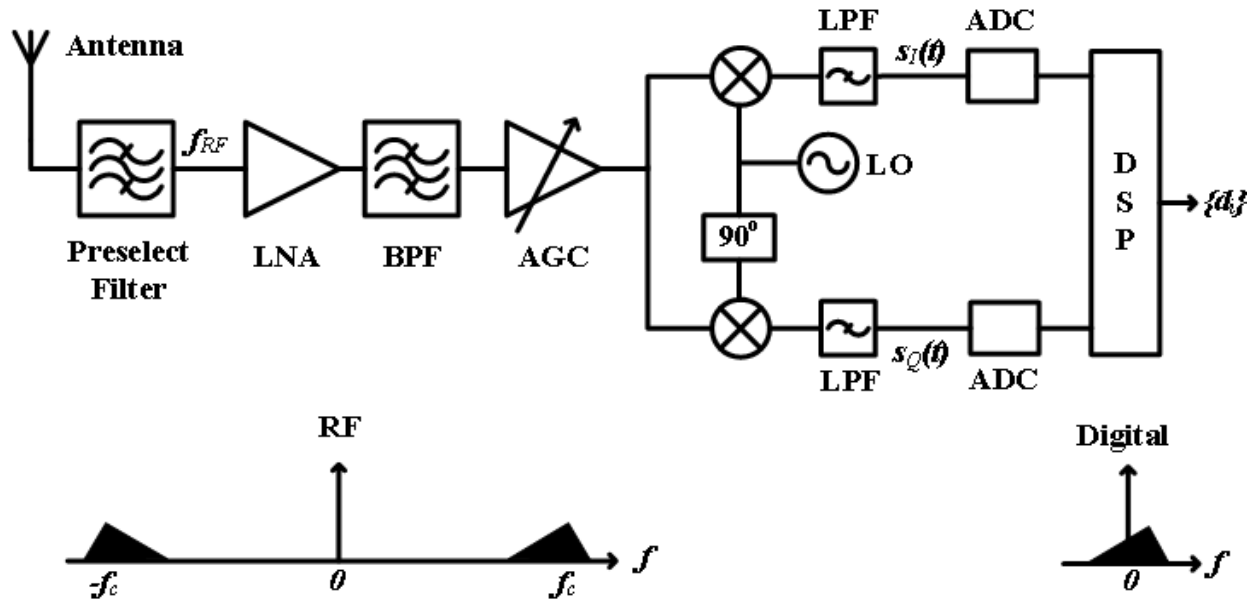 Antenna
LPF
ADC
s_I(t)
f_RF
LO
D
S
P
90°
Preselect
Filter
LNA
BPF
AGC
LPF
s_Q(t)
ADC
RF
Digital
-f_c
0
f_c
f
0
f